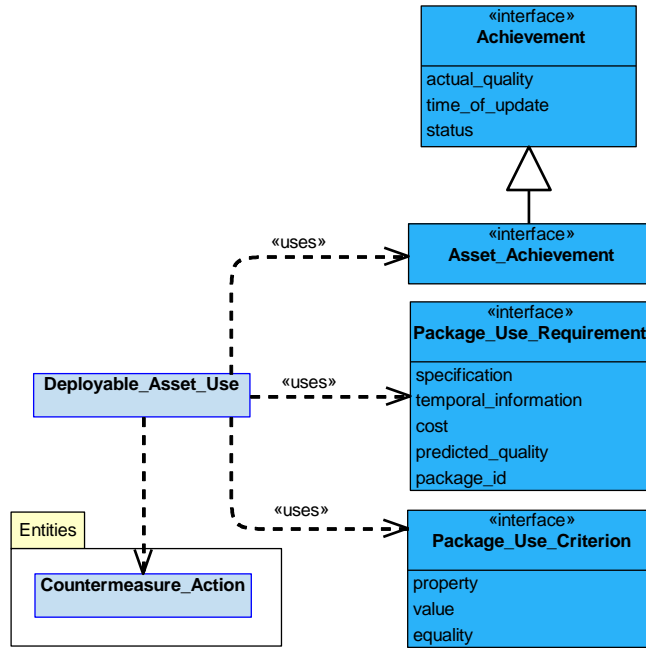 «interface»
Achievement
actual_quality
time_of_update
status
«uses»
«interface»
Asset_Achievement
«interface»
Package_Use_Requirement
specification
temporal_information
cost
predicted_quality
package_id
Deployable_Asset_Use
«uses»
«uses»
«interface»
Package_Use_Criterion
property
value
equality
Entities
Countermeasure_Action